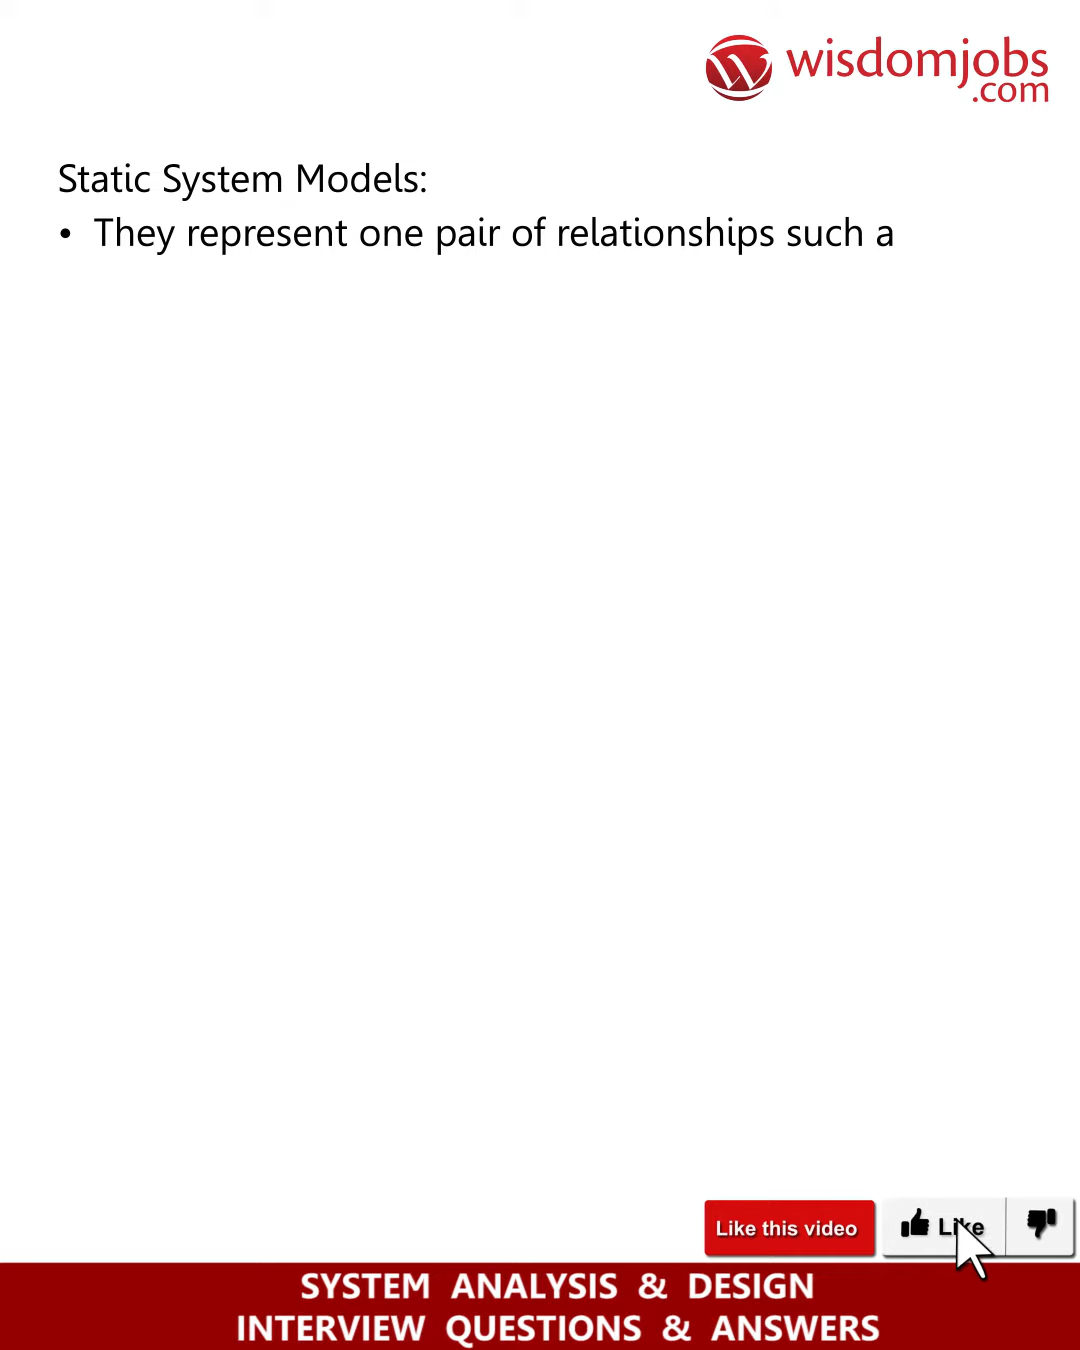 wisdomjobs
.com
Static System Models:
• They represent one pair of relationships such a
Like this video
Like
SYSTEM ANALYSIS & DESIGN
INTERVIEW QUESTIONS & ANSWERS